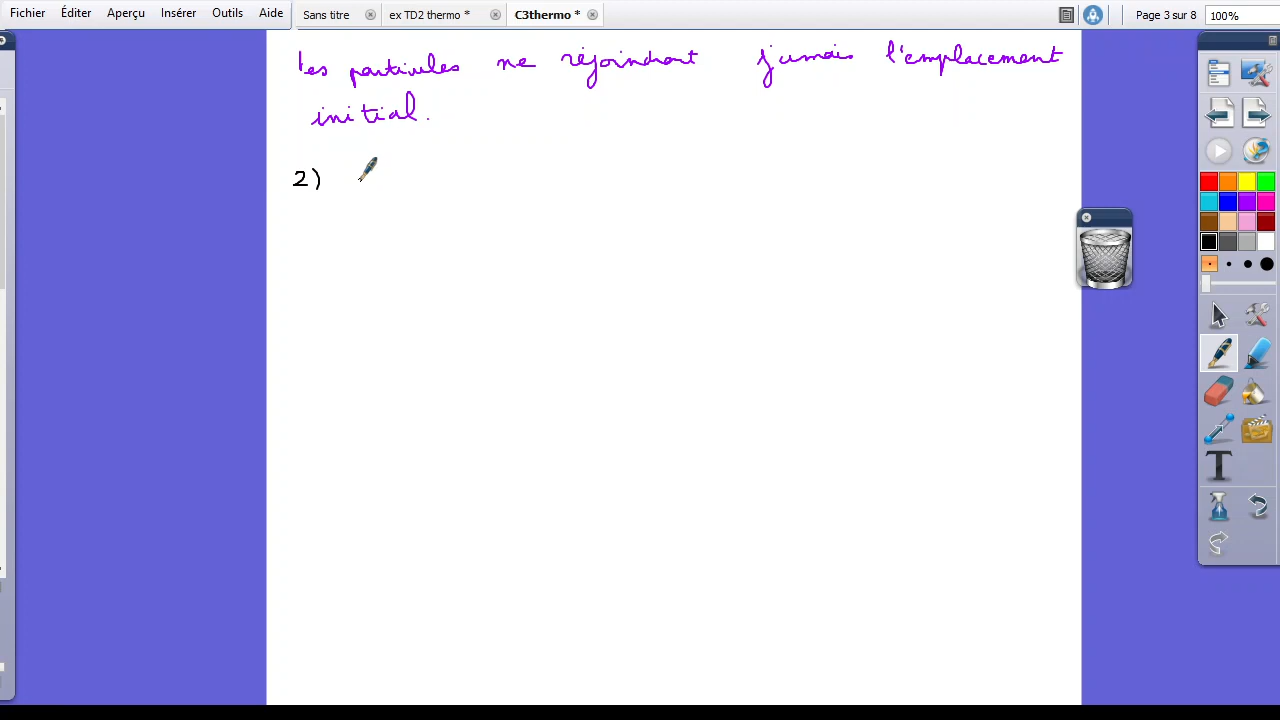 Fichier Éditer Aperçu Insérer Outils Aide
Sans titre ex TD2 thermo * C3thermo * Page 3 sur 8 100%
les particules ne rejoindront jamais l'emplacement
initial.
2)